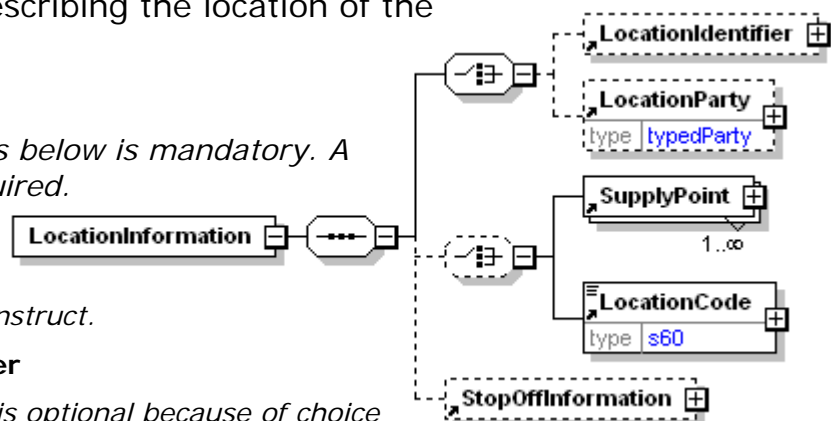 escribing the location of the
LocationIdentifier
LocationParty
type typedParty
s below is mandatory. A
uired.
SupplyPoint
1..∞
LocationInformation
nstruct.
LocationCode
type s60
er
StopOffInformation
is optional because of choice